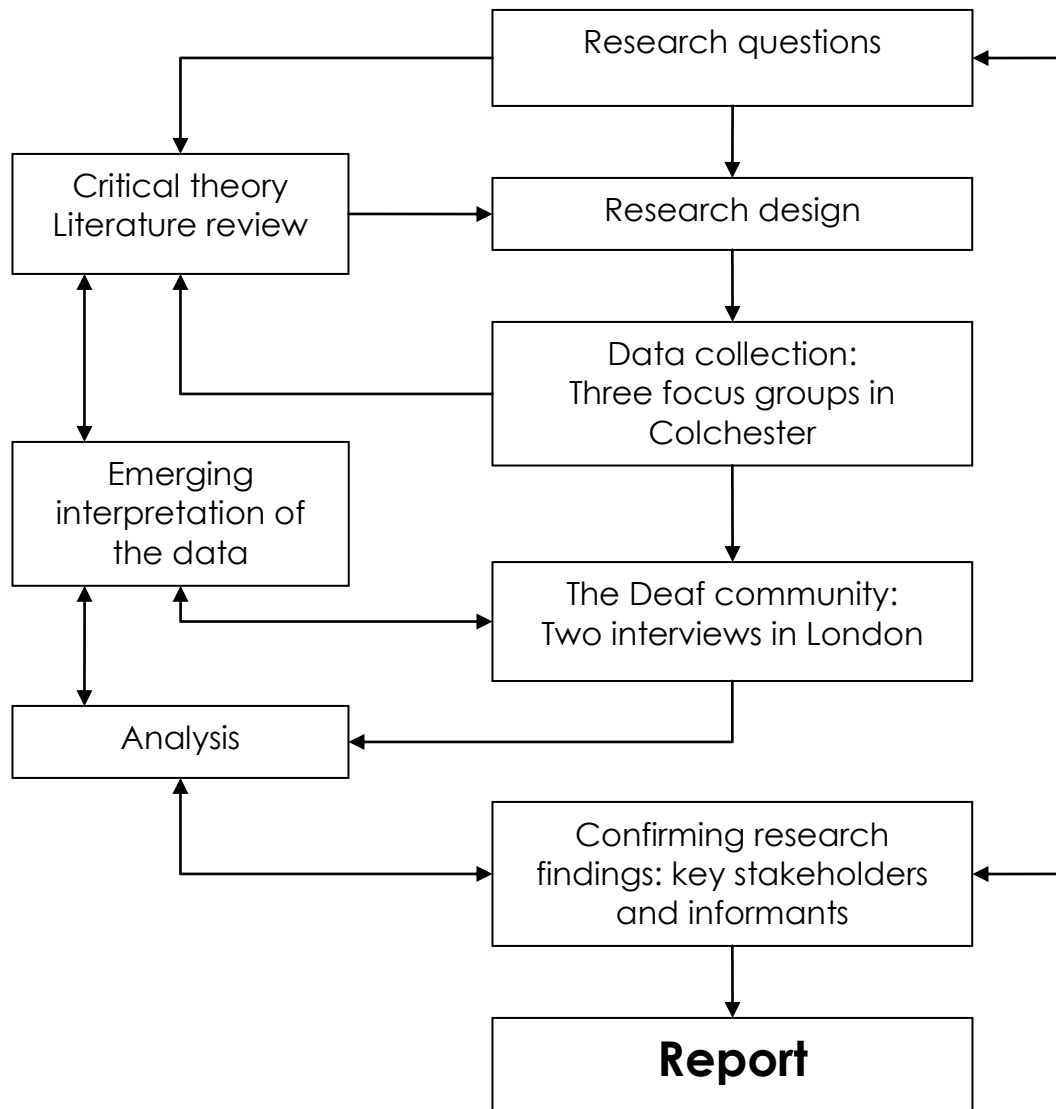 Research questions
Critical theory
Literature review
Research design
Data collection:
Three focus groups in
Colchester
Emerging
interpretation of
the data
The Deaf community:
Two interviews in London
Analysis
Confirming research
findings: key stakeholders
and informants
Report